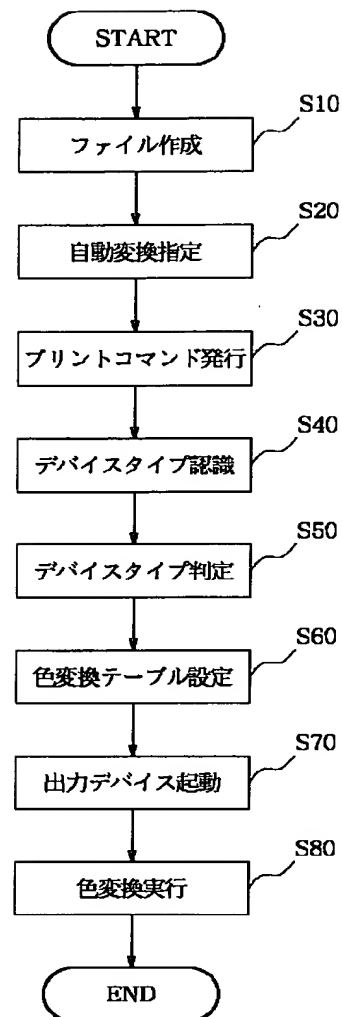 START
S10
ファイル作成
S20
自動変換指定
S30
プリントコマンド発行
S40
デバイスタイプ認識
S50
デバイスタイプ判定
S60
色変換テーブル設定
S70
出力デバイス起動
S80
色変換実行
END